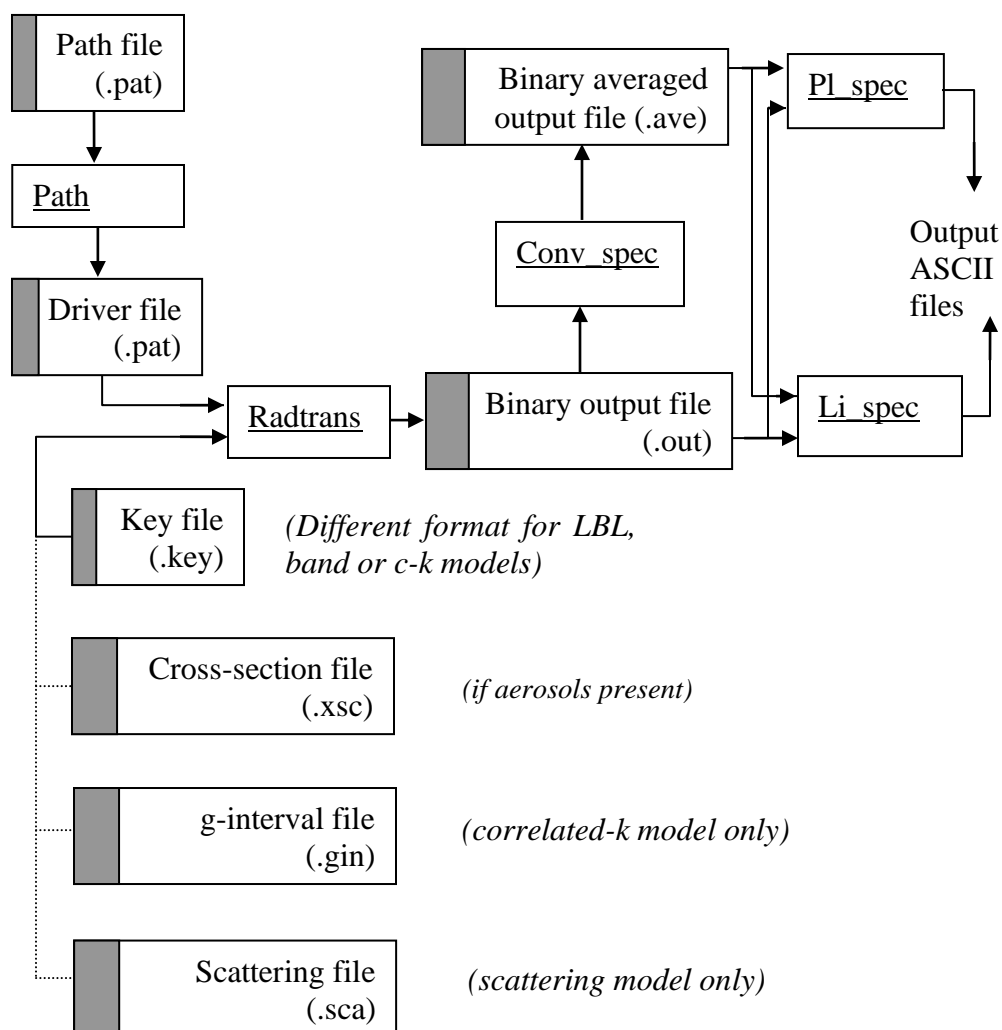 Path file
(.pat)
Path
Driver file
(.pat)
Binary averaged
output file (.ave)
Pl_spec
Conv_spec
Output
ASCII
files
Radtrans
Binary output file
(.out)
Li_spec
Key file
(.key)
(Different format for LBL,
band or c-k models)
Cross-section file
(.xsc)
(if aerosols present)
g-interval file
(.gin)
(correlated-k model only)
Scattering file
(.sca)
(scattering model only)